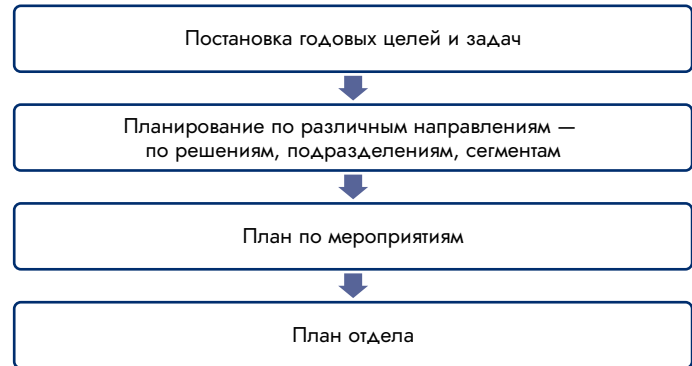 Постановка годовых целей и задач
Планирование по различным направлениям —
по решениям, подразделениям, сегментам
План по мероприятиям
План отдела